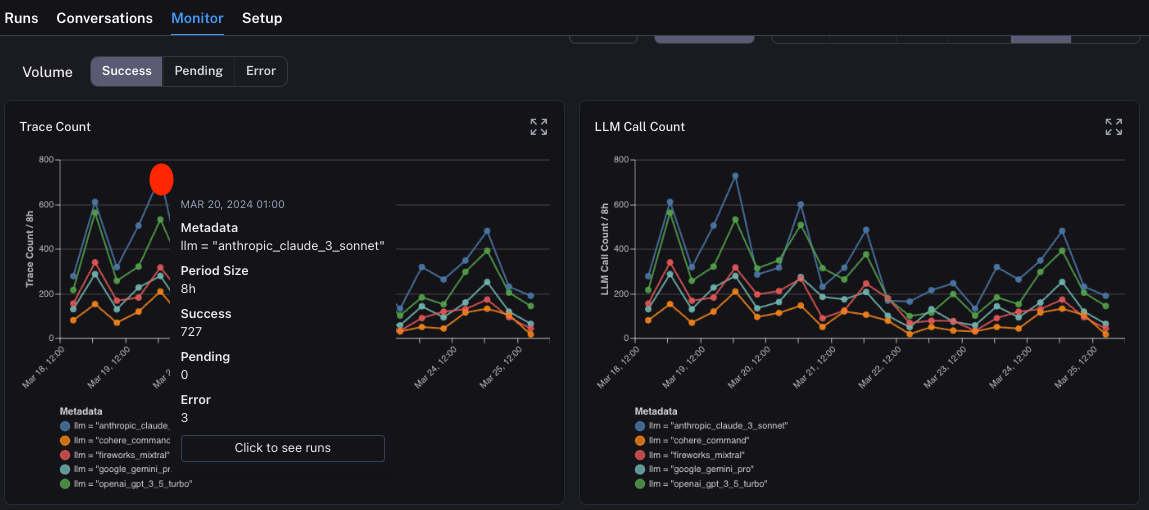 Runs Conversations Monitor Setup
Volume Success Pending Error
Trace Count
800
600
400
200
0
Trace Count / 8h
Mar 18, 12:00
Mar 19, 12:00
Mar 24, 12:00
Mar 25, 12:00
Metadata
llm = "anthropic_claude_
llm = "cohere_command
llm = "fireworks_mixtral"
llm = "google_gemini_pr
llm = "openai_gpt_3_5_turbo"
MAR 20, 2024 01:00
Metadata
llm = "anthropic_claude_3_sonnet"
Period Size
8h
Success
727
Pending
0
Error
3
Click to see runs
LLM Call Count
800
600
400
200
0
LLM Call Count / 8h
Mar 18, 12:00
Mar 19, 12:00
Mar 20, 12:00
Mar 21, 12:00
Mar 22, 12:00
Mar 23, 12:00
Mar 24, 12:00
Mar 25, 12:00
Metadata
llm = "anthropic_claude_3_sonnet"
llm = "cohere_command"
llm = "fireworks_mixtral"
llm = "google_gemini_pro"
llm = "openai_gpt_3_5_turbo"